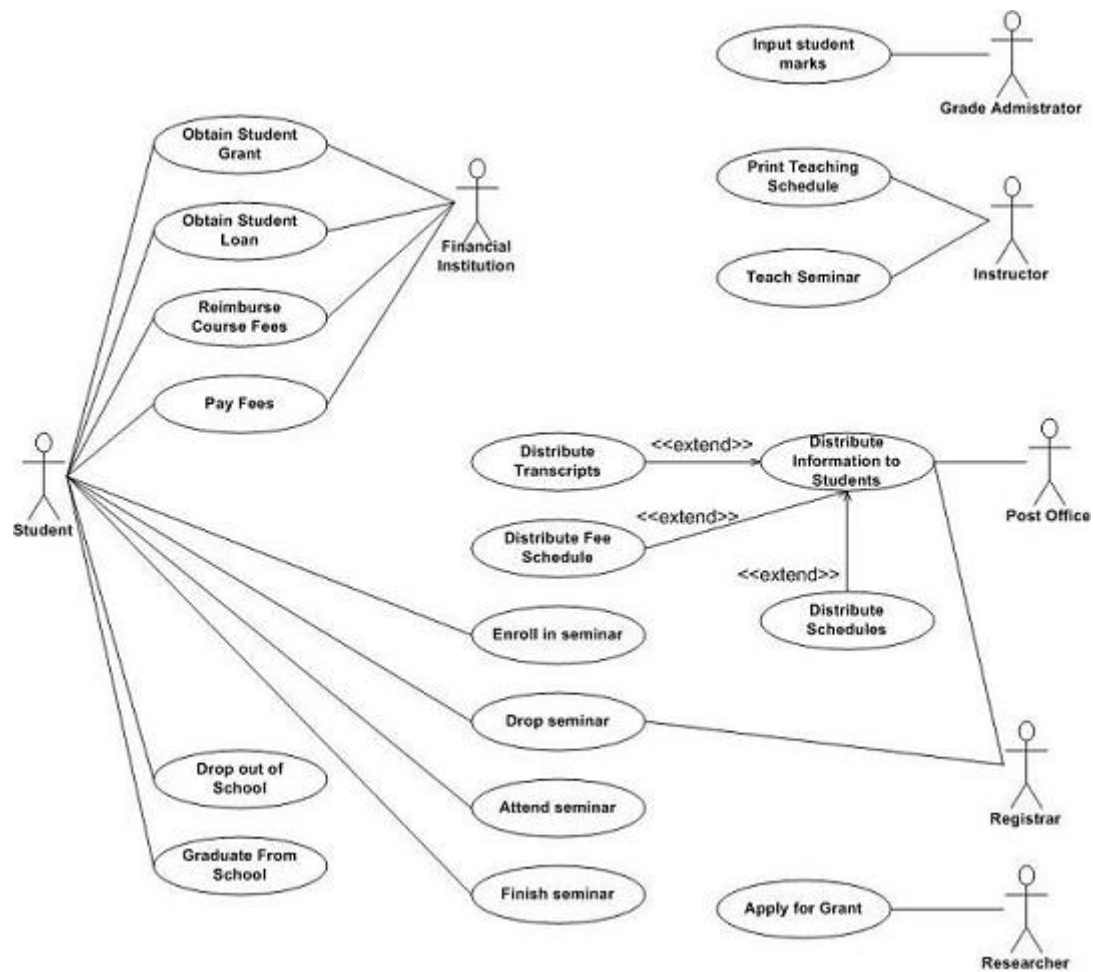 Input student
marks
Grade Admistrator
Obtain Student
Grant
Print Teaching
Schedule
Obtain Student
Loan
Financial
Institution
Teach Seminar
Instructor
Reimburse
Course Fees
Pay Fees
Student
Distribute
Transcripts
<<extend>>
Distribute
Information to
Students
Post Office
<<extend>>
Distribute Fee
Schedule
<<extend>>
Distribute
Schedules
Enroll in seminar
Drop seminar
Drop out of
School
Attend seminar
Registrar
Graduate From
School
Finish seminar
Apply for Grant
Researcher